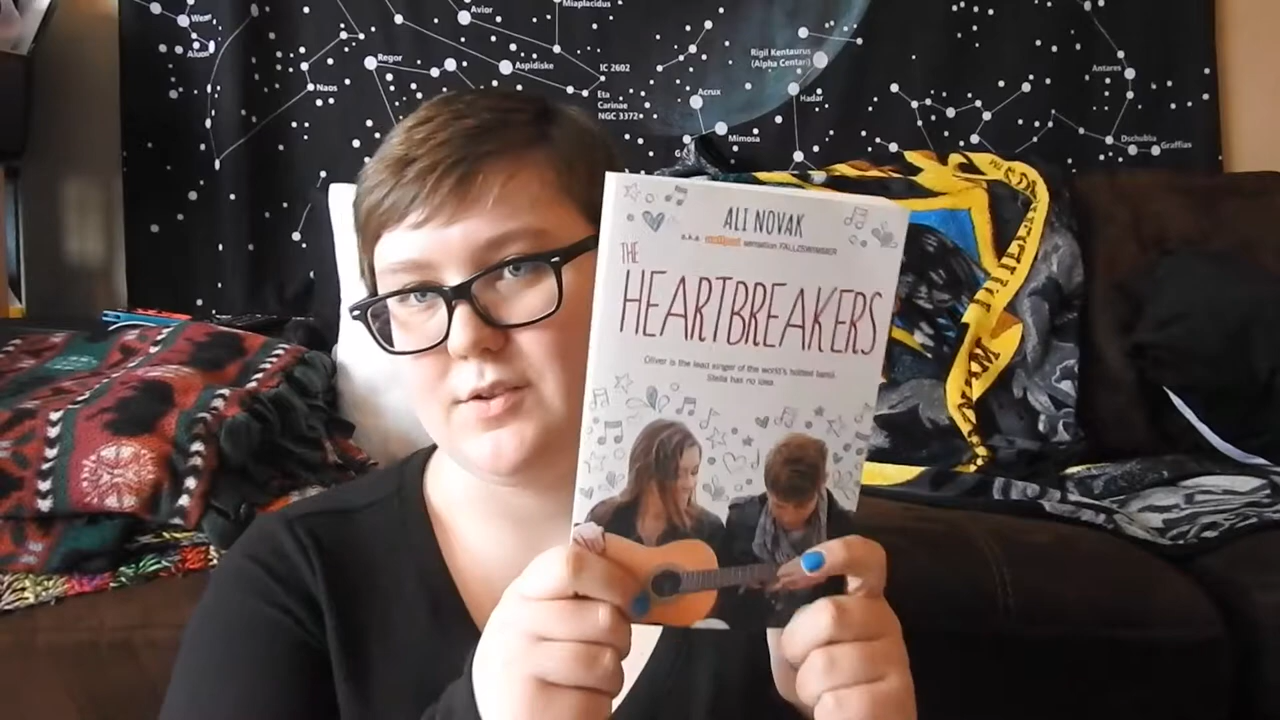 Wezn
Avior
Miaplacidus
Regor
Aspidiske
IC 2602
Rigil Kentaurus
(Alpha Centari)
Antares
Naos
Eta
Carinae
NGC 3372
Acrux
Hadar
Mimosa
Dschubba
Graffias
ALI NOVAK
a.k.a. wattpad sensation FALLZSWIMMER
THE
HEARTBREAKERS
Oliver is the lead singer of the world's hottest band.
Stella has no idea.